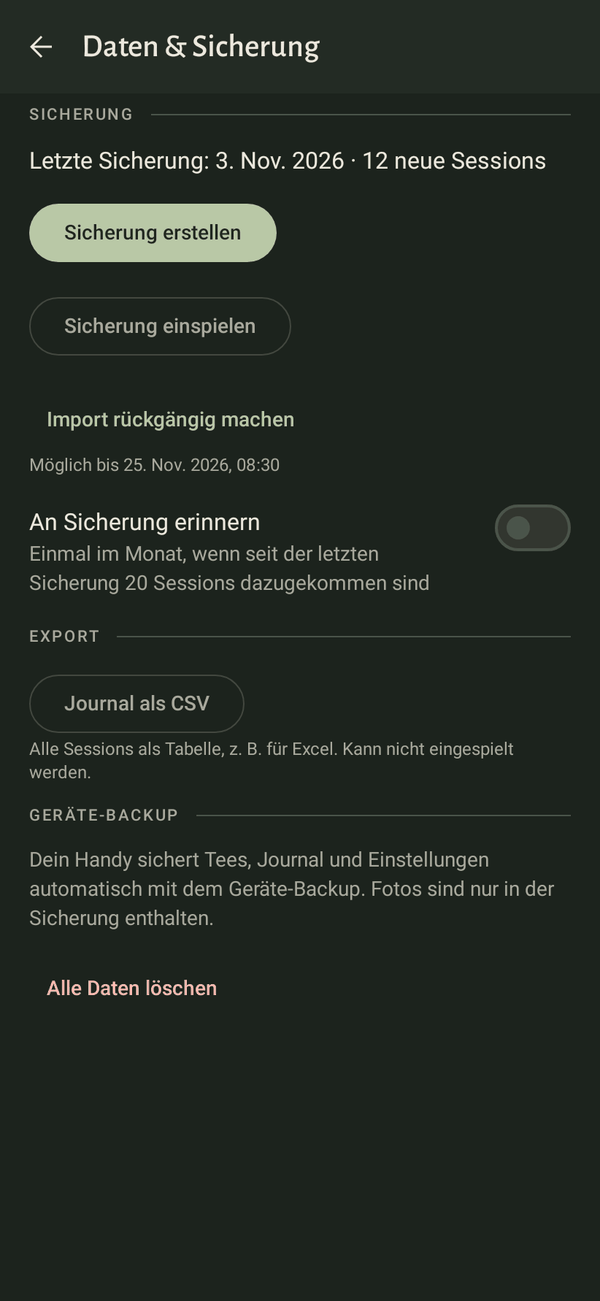 Daten & Sicherung
SICHERUNG
Letzte Sicherung: 3. Nov. 2026 · 12 neue Sessions
Sicherung erstellen
Sicherung einspielen
Import rückgängig machen
Möglich bis 25. Nov. 2026, 08:30
An Sicherung erinnern
Einmal im Monat, wenn seit der letzten
Sicherung 20 Sessions dazugekommen sind
EXPORT
Journal als CSV
Alle Sessions als Tabelle, z. B. für Excel. Kann nicht eingespielt
werden.
GERÄTE-BACKUP
Dein Handy sichert Tees, Journal und Einstellungen
automatisch mit dem Geräte-Backup. Fotos sind nur in der
Sicherung enthalten.
Alle Daten löschen